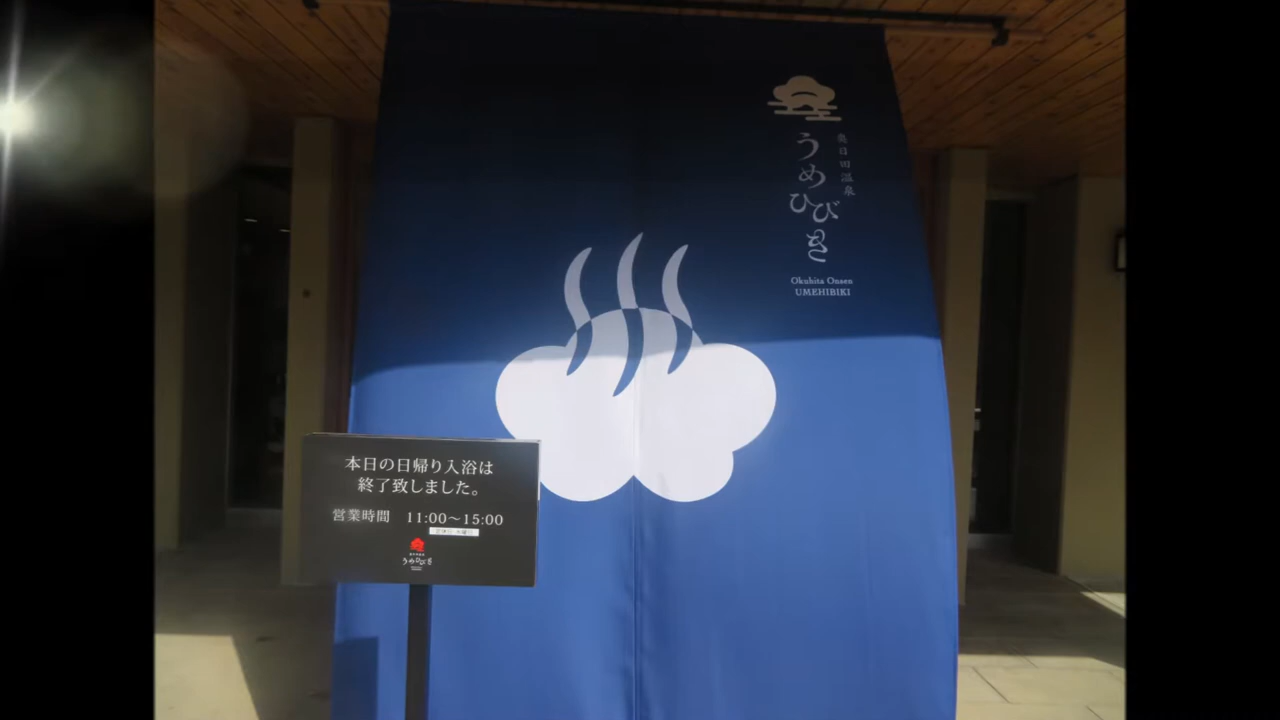 うめひびき
奥日田温泉
Okuhita Onsen
UMEHIBIKI
本日の日帰り入浴は
終了致しました。
営業時間 11:00〜15:00
うめひびき